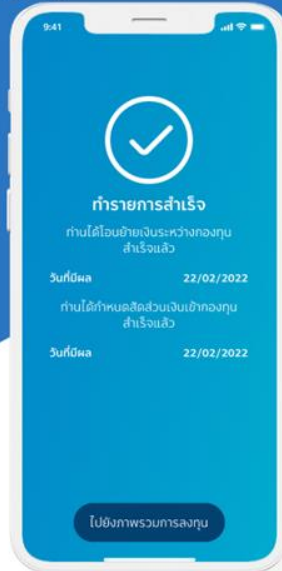 9:41
ทำรายการสำเร็จ
ท่านได้โอนย้ายเงินระหว่างกองทุน
สำเร็จแล้ว
วันที่มีผล 22/02/2022
ท่านได้กำหนดสัดส่วนเงินเข้ากองทุน
สำเร็จแล้ว
วันที่มีผล 22/02/2022
ไปยังภาพรวมการลงทุน